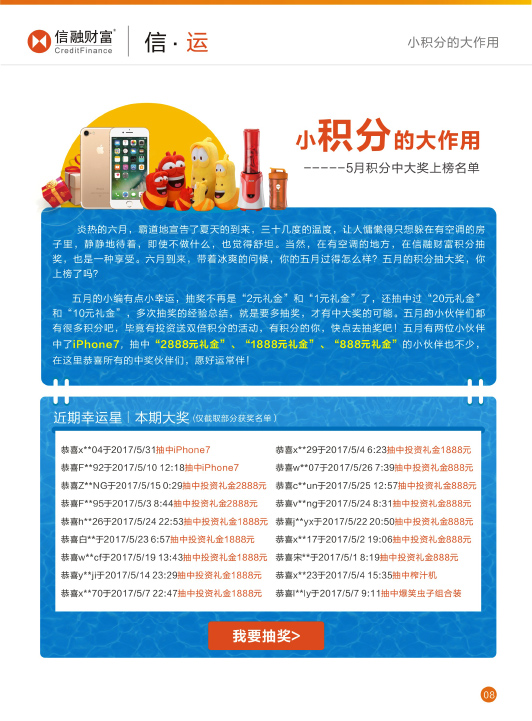 信融财富®
CreditFinance
信·运
小积分的大作用
小积分的大作用
-----5月积分中大奖上榜名单
炎热的六月，霸道地宣告了夏天的到来，三十几度的温度，让人慵懒得只想躲在有空调的房
子里，静静地待着，即使不做什么，也觉得舒坦。当然，在有空调的地方，在信融财富积分抽
奖，也是一种享受。六月到来，带着冰爽的问候，你的五月过得怎么样？五月的积分抽大奖，你
上榜了吗？
五月的小编有点小幸运，抽奖不再是“2元礼金”和“1元礼金”了，还抽中过“20元礼金”
和“10元礼金”，多次抽奖的经验总结，就是要多抽奖，才有中大奖的可能。五月的小伙伴们都
有很多积分吧，毕竟有投资送双倍积分的活动，有积分的你，快点去抽奖吧！五月有两位小伙伴
中了iPhone7，抽中“2888元礼金”、“1888元礼金”、“888元礼金”的小伙伴也不少，
在这里恭喜所有的中奖伙伴们，愿好运常伴！
近期幸运星｜本期大奖（仅截取部分获奖名单）
恭喜x**04于2017/5/31抽中iPhone7
恭喜F**92于2017/5/10 12:18抽中iPhone7
恭喜Z**NG于2017/5/15 0:29抽中投资礼金2888元
恭喜F**95于2017/5/3 8:44抽中投资礼金2888元
恭喜h**26于2017/5/24 22:53抽中投资礼金1888元
恭喜白**于2017/5/23 6:57抽中投资礼金1888元
恭喜w**cf于2017/5/19 13:43抽中投资礼金1888元
恭喜y**ji于2017/5/14 23:29抽中投资礼金1888元
恭喜x**70于2017/5/7 22:47抽中投资礼金1888元
恭喜x**29于2017/5/4 6:23抽中投资礼金1888元
恭喜w**07于2017/5/26 7:39抽中投资礼金888元
恭喜c**un于2017/5/25 12:57抽中投资礼金888元
恭喜v**ng于2017/5/24 8:31抽中投资礼金888元
恭喜j**yx于2017/5/22 20:50抽中投资礼金888元
恭喜x**17于2017/5/2 19:06抽中投资礼金888元
恭喜宋**于2017/5/1 8:19抽中投资礼金888元
恭喜x**23于2017/5/4 15:35抽中榨汁机
恭喜l**ly于2017/5/7 9:11抽中爆笑虫子组合装
我要抽奖>
08